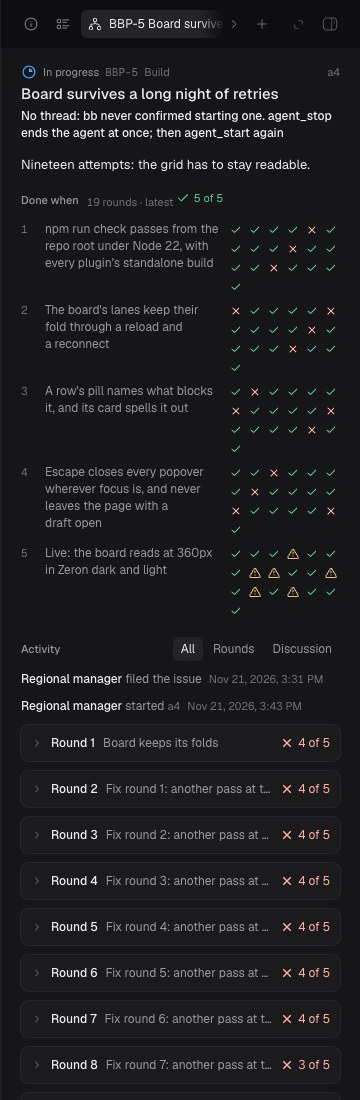 BBP-5 Board survive
In progress BBP-5 Build a4
Board survives a long night of retries
No thread: bb never confirmed starting one. agent_stop
ends the agent at once; then agent_start again
Nineteen attempts: the grid has to stay readable.
Done when 19 rounds · latest ✓ 5 of 5
1 npm run check passes from the
repo root under Node 22, with
every plugin's standalone build
2 The board's lanes keep their
fold through a reload and
a reconnect
3 A row's pill names what blocks
it, and its card spells it out
4 Escape closes every popover
wherever focus is, and never
leaves the page with a
draft open
5 Live: the board reads at 360px
in Zeron dark and light
Activity All Rounds Discussion
Regional manager filed the issue Nov 21, 2026, 3:31 PM
Regional manager started a4 Nov 21, 2026, 3:43 PM
Round 1 Board keeps its folds 4 of 5
Round 2 Fix round 1: another pass at t… 4 of 5
Round 3 Fix round 2: another pass at … 4 of 5
Round 4 Fix round 3: another pass at … 4 of 5
Round 5 Fix round 4: another pass at … 4 of 5
Round 6 Fix round 5: another pass at … 4 of 5
Round 7 Fix round 6: another pass at t… 4 of 5
Round 8 Fix round 7: another pass at … 3 of 5